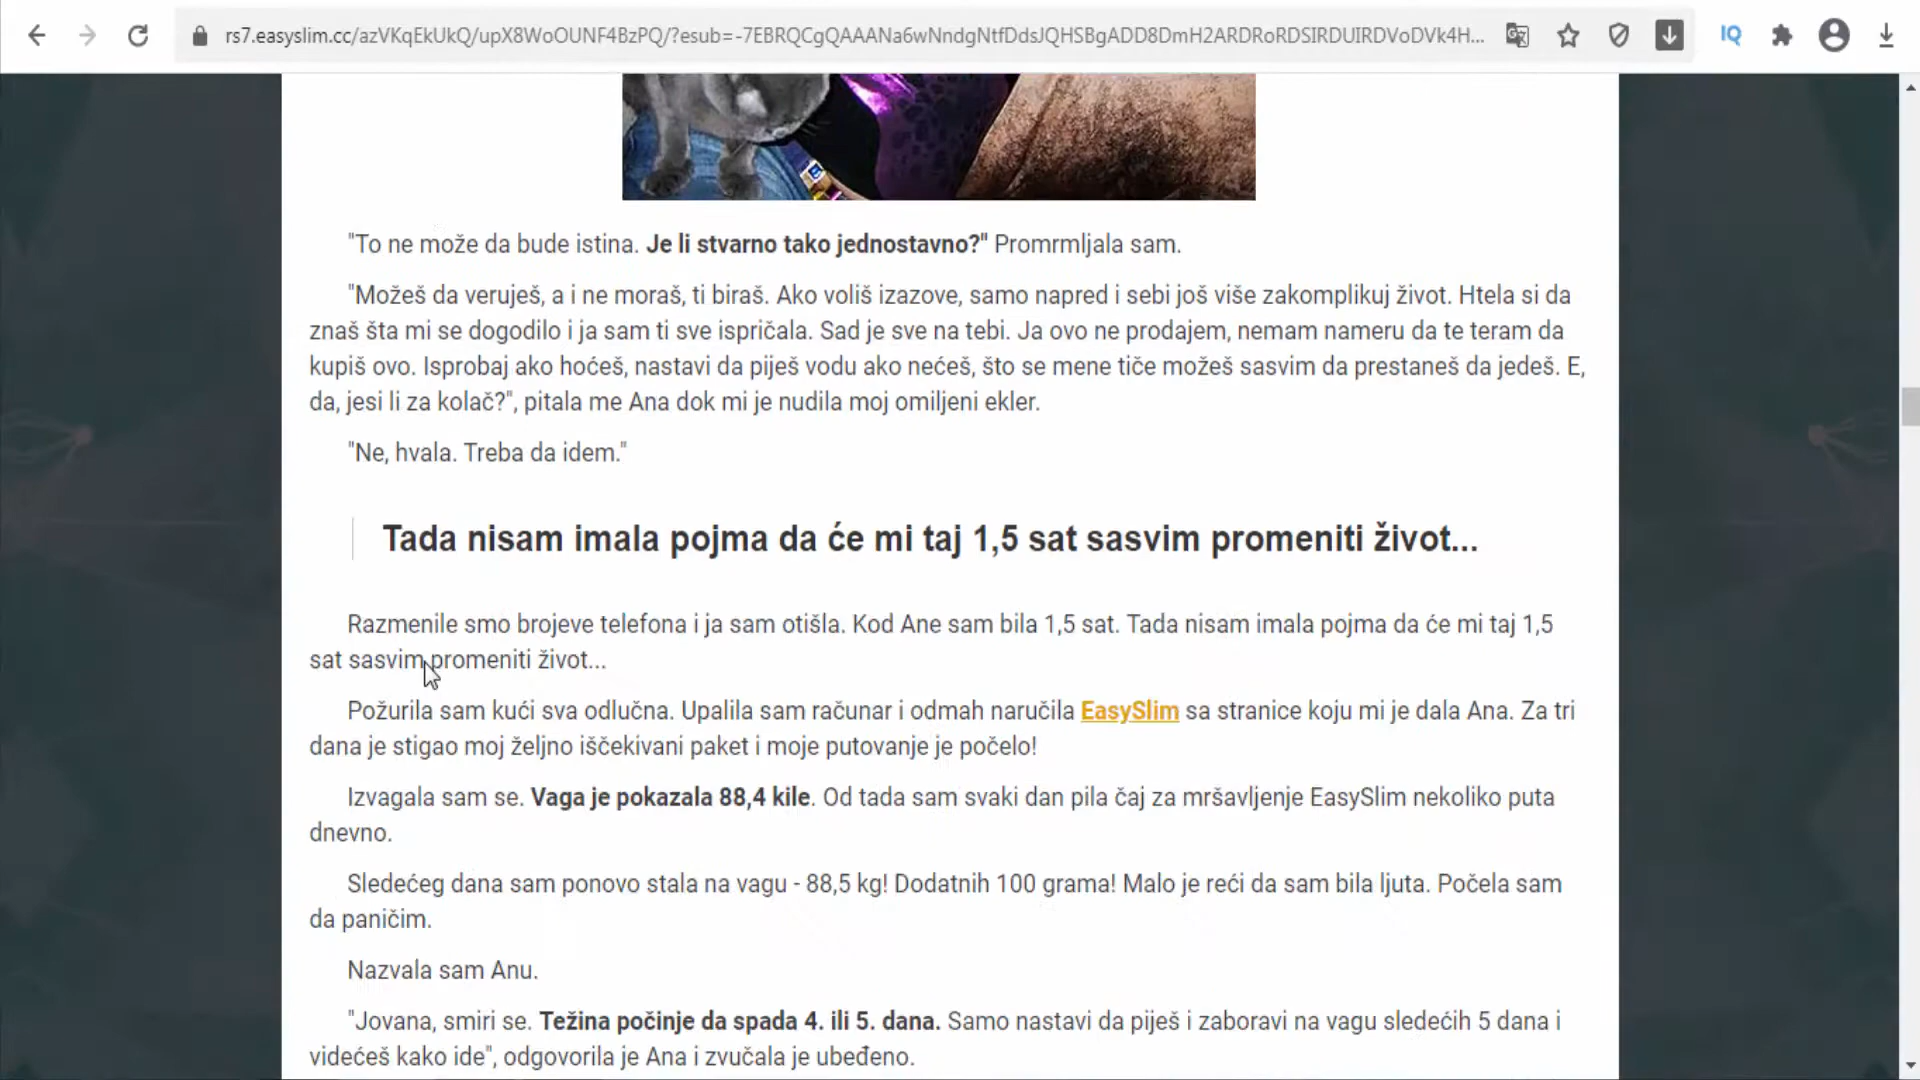 rs7.easyslim.cc/azVKqEkUkQ/upX8WoOUNF4BzPQ/?esub=-7EBRQCgQAAANa6wNndgNtfDdsJQHSBgADD8DmH2ARDRoRDSIRDUIRDVoDVk4H...
IQ
"To ne može da bude istina. Je li stvarno tako jednostavno?" Promrmljala sam.
"Možeš da veruješ, a i ne moraš, ti biraš. Ako voliš izazove, samo napred i sebi još više zakomplikuj život. Htela si da
znaš šta mi se dogodilo i ja sam ti sve ispričala. Sad je sve na tebi. Ja ovo ne prodajem, nemam nameru da te teram da
kupiš ovo. Isprobaj ako hoćeš, nastavi da piješ vodu ako nećeš, što se mene tiče možeš sasvim da prestaneš da jedeš. E,
da, jesi li za kolač?", pitala me Ana dok mi je nudila moj omiljeni ekler.
"Ne, hvala. Treba da idem."
Tada nisam imala pojma da će mi taj 1,5 sat sasvim promeniti život...
Razmenile smo brojeve telefona i ja sam otišla. Kod Ane sam bila 1,5 sat. Tada nisam imala pojma da će mi taj 1,5
sat sasvim promeniti život...
Požurila sam kući sva odlučna. Upalila sam računar i odmah naručila EasySlim sa stranice koju mi je dala Ana. Za tri
dana je stigao moj željno iščekivani paket i moje putovanje je počelo!
Izvagala sam se. Vaga je pokazala 88,4 kile. Od tada sam svaki dan pila čaj za mršavljenje EasySlim nekoliko puta
dnevno.
Sledećeg dana sam ponovo stala na vagu - 88,5 kg! Dodatnih 100 grama! Malo je reći da sam bila ljuta. Počela sam
da paničim.
Nazvala sam Anu.
"Jovana, smiri se. Težina počinje da spada 4. ili 5. dana. Samo nastavi da piješ i zaboravi na vagu sledećih 5 dana i
videćeš kako ide", odgovorila je Ana i zvučala je ubeđeno.